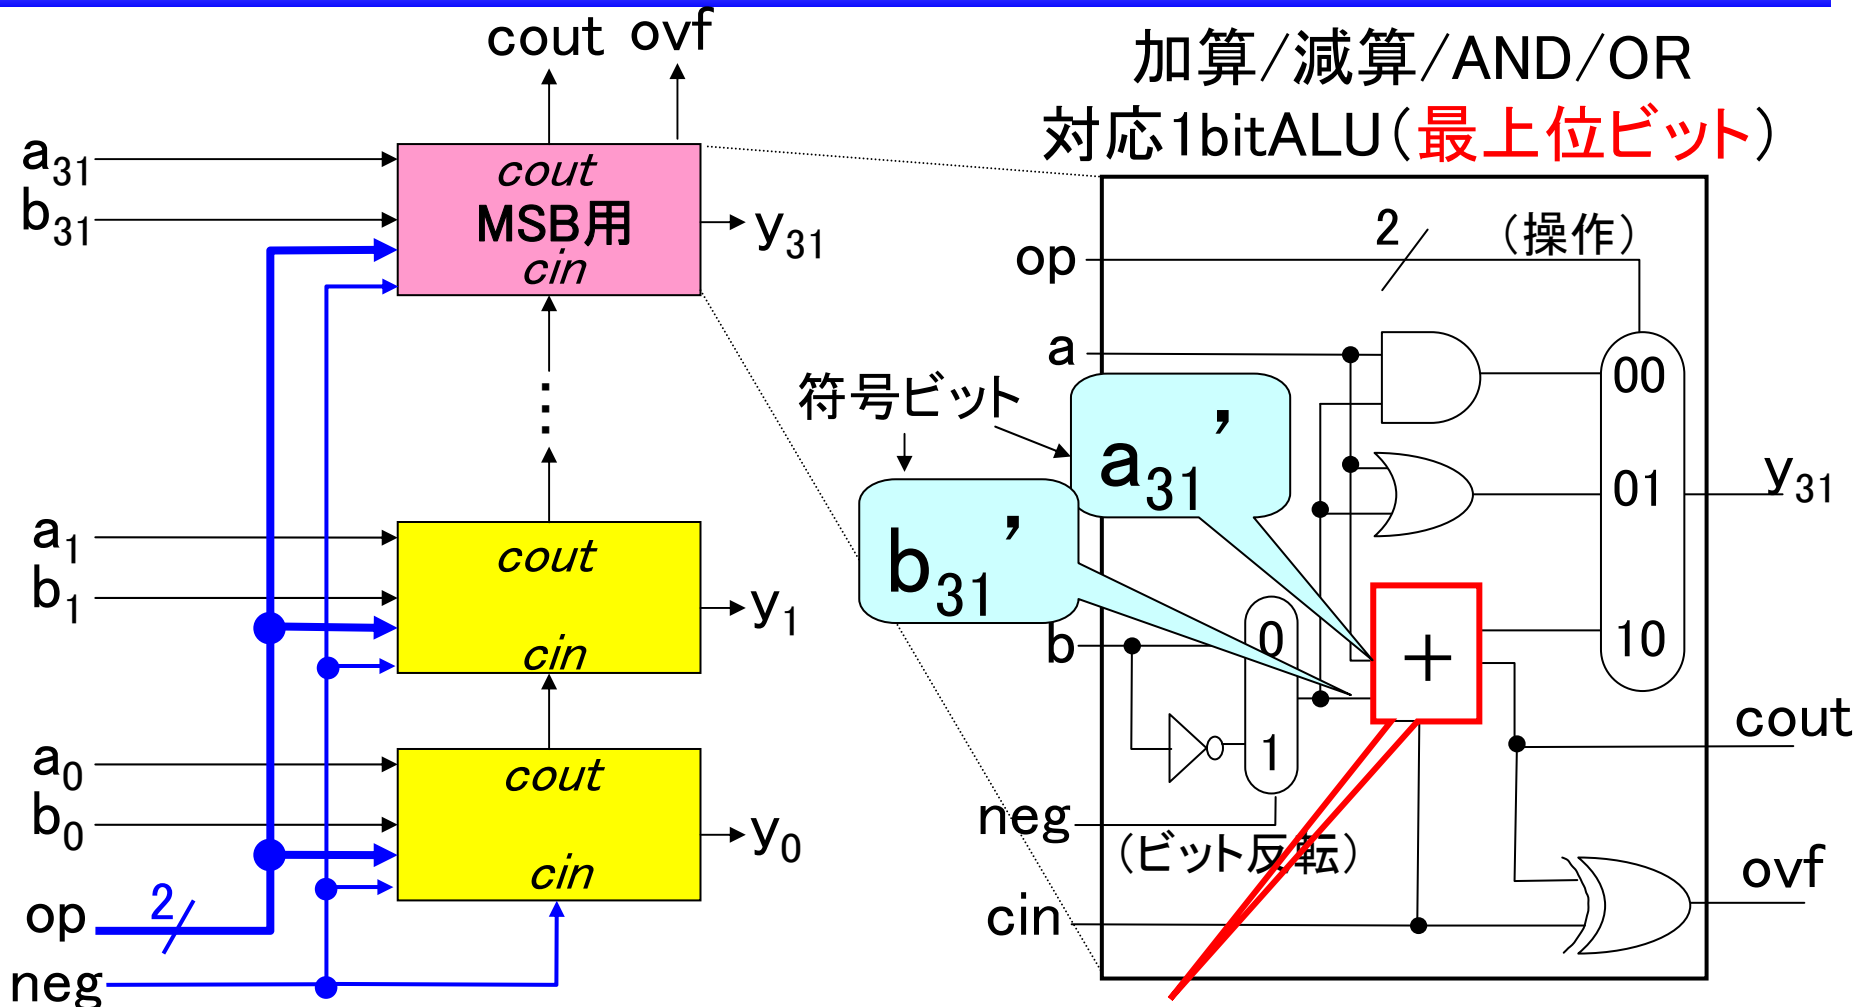 cout ovf
加算/減算/AND/OR
対応1bitALU(最上位ビット)
a31
b31
cout
MSB用
cin
y31
2
(操作)
op
a
00
符号ビット
a31’
01
y31
b31’
a1
b1
cout
cin
y1
b
0
+
10
1
cout
a0
b0
cout
cin
y0
neg
(ビット反転)
ovf
cin
op
2
neg